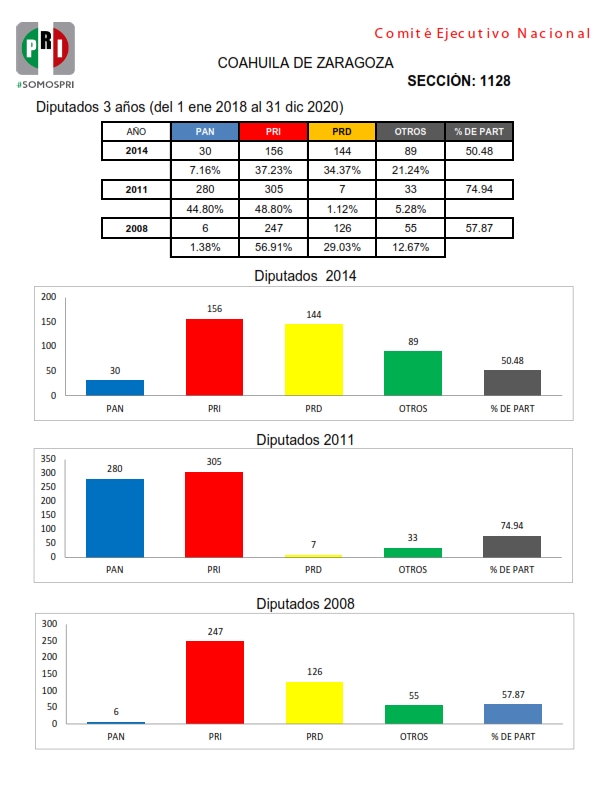 Comité Ejecutivo Nacional
PRI
#SOMOSPRI
COAHUILA DE ZARAGOZA
SECCIÓN: 1128
Diputados 3 años (del 1 ene 2018 al 31 dic 2020)
AÑO PAN PRI PRD OTROS % DE PART
2014 30 156 144 89 50.48
7.16% 37.23% 34.37% 21.24%
2011 280 305 7 33 74.94
44.80% 48.80% 1.12% 5.28%
2008 6 247 126 55 57.87
1.38% 56.91% 29.03% 12.67%
Diputados 2014
200
150
100
50
0
30 156 144 89 50.48
PAN PRI PRD OTROS % DE PART
Diputados 2011
350
300
250
200
150
100
50
0
280 305 7 33 74.94
PAN PRI PRD OTROS % DE PART
Diputados 2008
300
250
200
150
100
50
0
6 247 126 55 57.87
PAN PRI PRD OTROS % DE PART